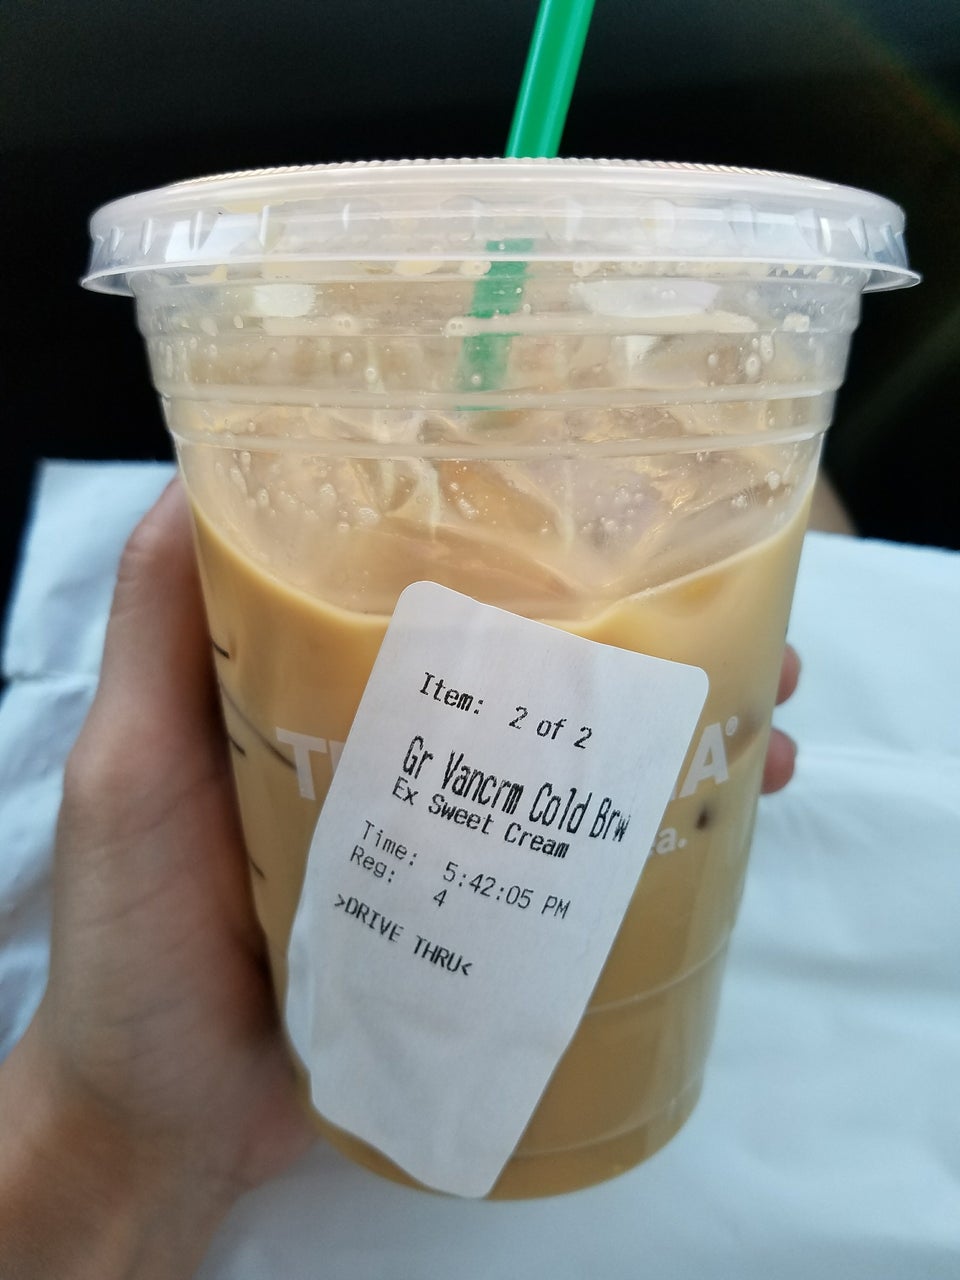 Item: 2 of 2
Gr Vancrm Cold Brw
Ex Sweet Cream
Time: 5:42:05 PM
Reg: 4
>DRIVE THRU<